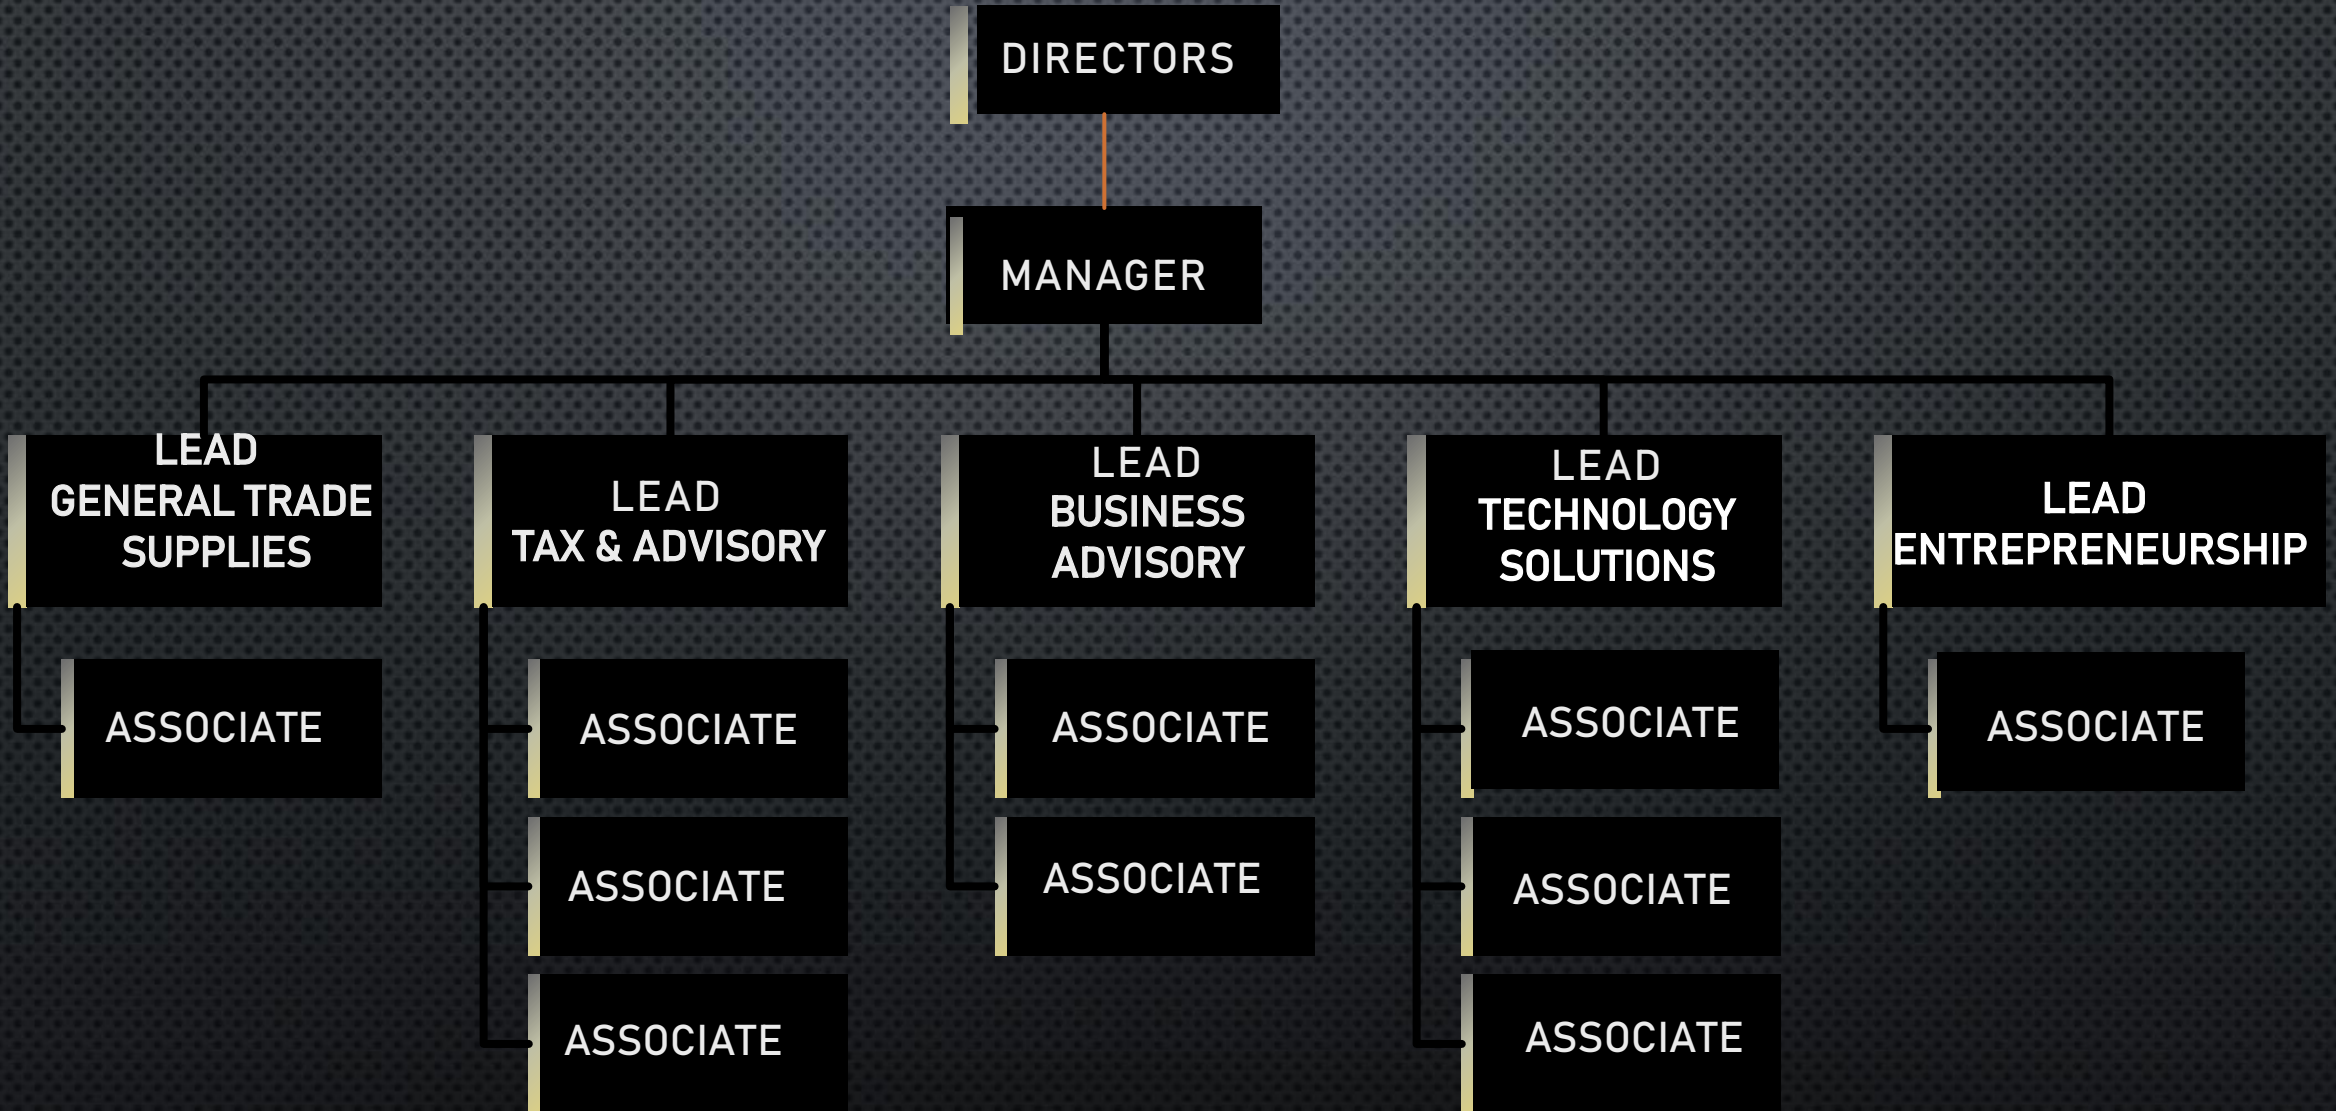 DIRECTORS
MANAGER
LEAD
GENERAL TRADE
SUPPLIES
LEAD
TAX & ADVISORY
LEAD
BUSINESS
ADVISORY
LEAD
TECHNOLOGY
SOLUTIONS
LEAD
ENTREPRENEURSHIP
ASSOCIATE
ASSOCIATE
ASSOCIATE
ASSOCIATE
ASSOCIATE
ASSOCIATE
ASSOCIATE
ASSOCIATE
ASSOCIATE
ASSOCIATE